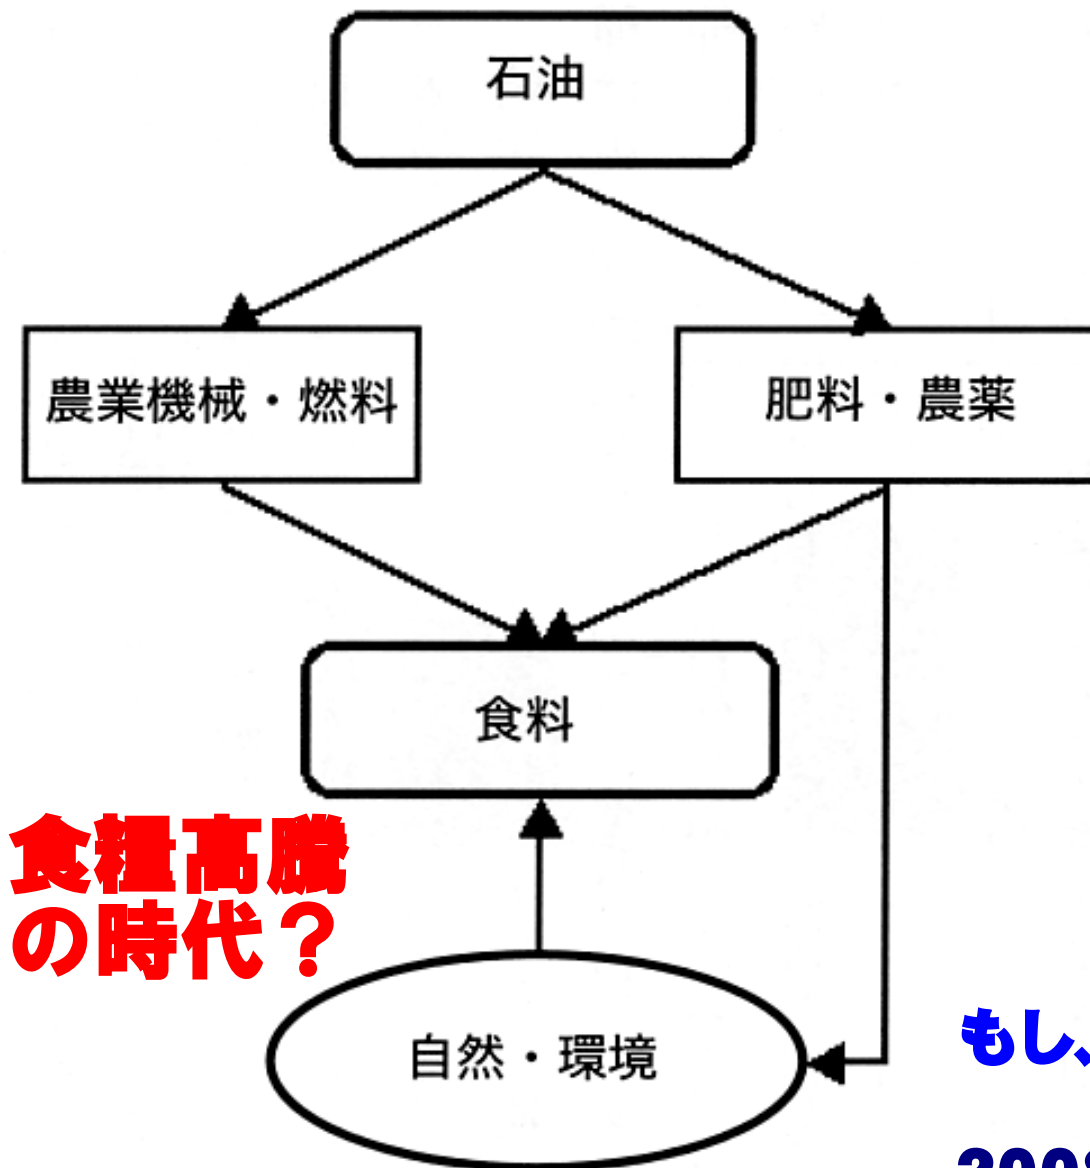 石油
農業機械・燃料
肥料・農薬
食料
食糧高騰
の時代？
自然・環境
もし、